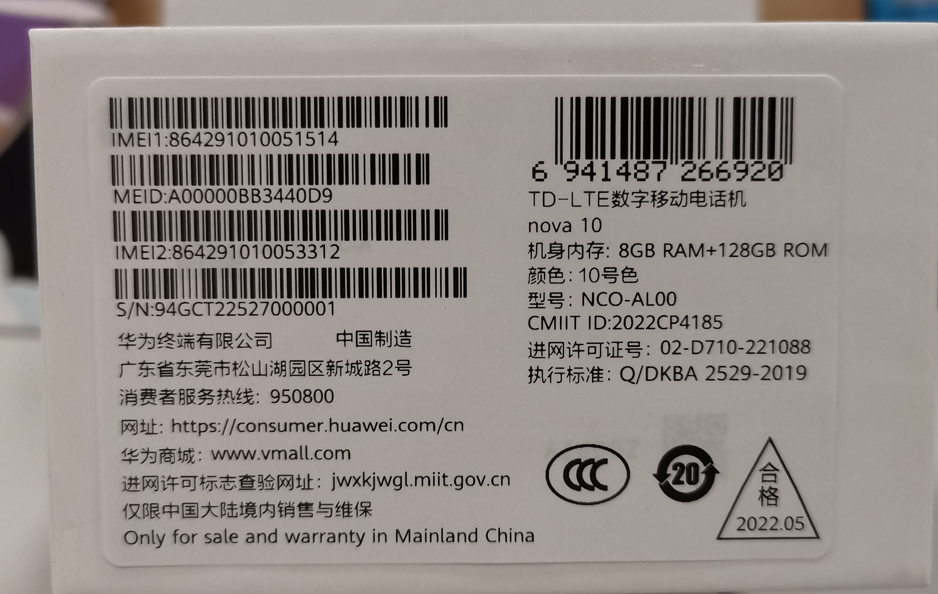 IMEI1:864291010051514
MEID:A00000BB3440D9
IMEI2:864291010053312
S/N:94GCT22527000001
华为终端有限公司 中国制造
广东省东莞市松山湖园区新城路2号
消费者服务热线: 950800
网址: https://consumer.huawei.com/cn
华为商城: www.vmall.com
进网许可标志查验网址: jwxkjwgl.miit.gov.cn
仅限中国大陆境内销售与维保
Only for sale and warranty in Mainland China
6 941487 266920
TD-LTE数字移动电话机
nova 10
机身内存: 8GB RAM+128GB ROM
颜色: 10号色
型号: NCO-AL00
CMIIT ID:2022CP4185
进网许可证号: 02-D710-221088
执行标准: Q/DKBA 2529-2019
CCC
20
合格
2022.05